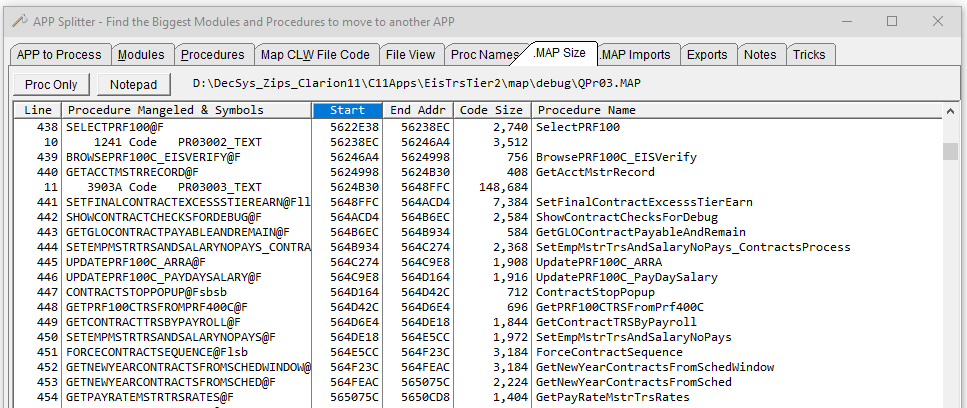 APP Splitter - Find the Biggest Modules and Procedures to move to another APP
APP to Process Modules Procedures Map CLW File Code File View Proc Names .MAP Size .MAP Imports Exports Notes Tricks
Proc Only Notepad D:\DecSys_Zips_Clarion11\C11Apps\EisTrsTier2\map\debug\QPr03.MAP
Line Procedure Mangeled & Symbols Start End Addr Code Size Procedure Name
438 SELECTPRF100@F 5622E38 56238EC 2,740 SelectPRF100
10 1241 Code PR03002_TEXT 56238EC 56246A4 3,512
439 BROWSEPRF100C_EISVERIFY@F 56246A4 5624998 756 BrowsePRF100C_EISVerify
440 GETACCTMSTRRECORD@F 5624998 5624B30 408 GetAcctMstrRecord
11 3903A Code PR03003_TEXT 5624B30 5648FFC 148,684
441 SETFINALCONTRACTEXCESSSTIEREARN@Fll 5648FFC 564ACD4 7,384 SetFinalContractExcesssTierEarn
442 SHOWCONTRACTCHECKSFORDEBUG@F 564ACD4 564B6EC 2,584 ShowContractChecksForDebug
443 GETGLOCONTRACTPAYABLEANDREMAIN@F 564B6EC 564B934 584 GetGLOContractPayableAndRemain
444 SETEMPMSTRTRSANDSALARYNOPAYS_CONTRA 564B934 564C274 2,368 SetEmpMstrTrsAndSalaryNoPays_ContractsProcess
445 UPDATEPRF100C_ARRA@F 564C274 564C9E8 1,908 UpdatePRF100C_ARRA
446 UPDATEPRF100C_PAYDAYSALARY@F 564C9E8 564D164 1,916 UpdatePRF100C_PayDaySalary
447 CONTRACTSTOPPOPUP@Fsbsb 564D164 564D42C 712 ContractStopPopup
448 GETPRF100CTRSFROMPRF400C@F 564D42C 564D6E4 696 GetPRF100CTRSFromPrf400C
449 GETCONTRACTTRSBYPAYROLL@F 564D6E4 564DE18 1,844 GetContractTRSByPayroll
450 SETEMPMSTRTRSANDSALARYNOPAYS@F 564DE18 564E5CC 1,972 SetEmpMstrTrsAndSalaryNoPays
451 FORCECONTRACTSEQUENCE@Flsb 564E5CC 564F23C 3,184 ForceContractSequence
452 GETNEWYEARCONTRACTSFROMSCHEDWINDOW@ 564F23C 564FEAC 3,184 GetNewYearContractsFromSchedWindow
453 GETNEWYEARCONTRACTSFROMSCHED@F 564FEAC 565075C 2,224 GetNewYearContractsFromSched
454 GETPAYRATEMSTRTRSRATES@F 565075C 5650CD8 1,404 GetPayRateMstrTrsRates